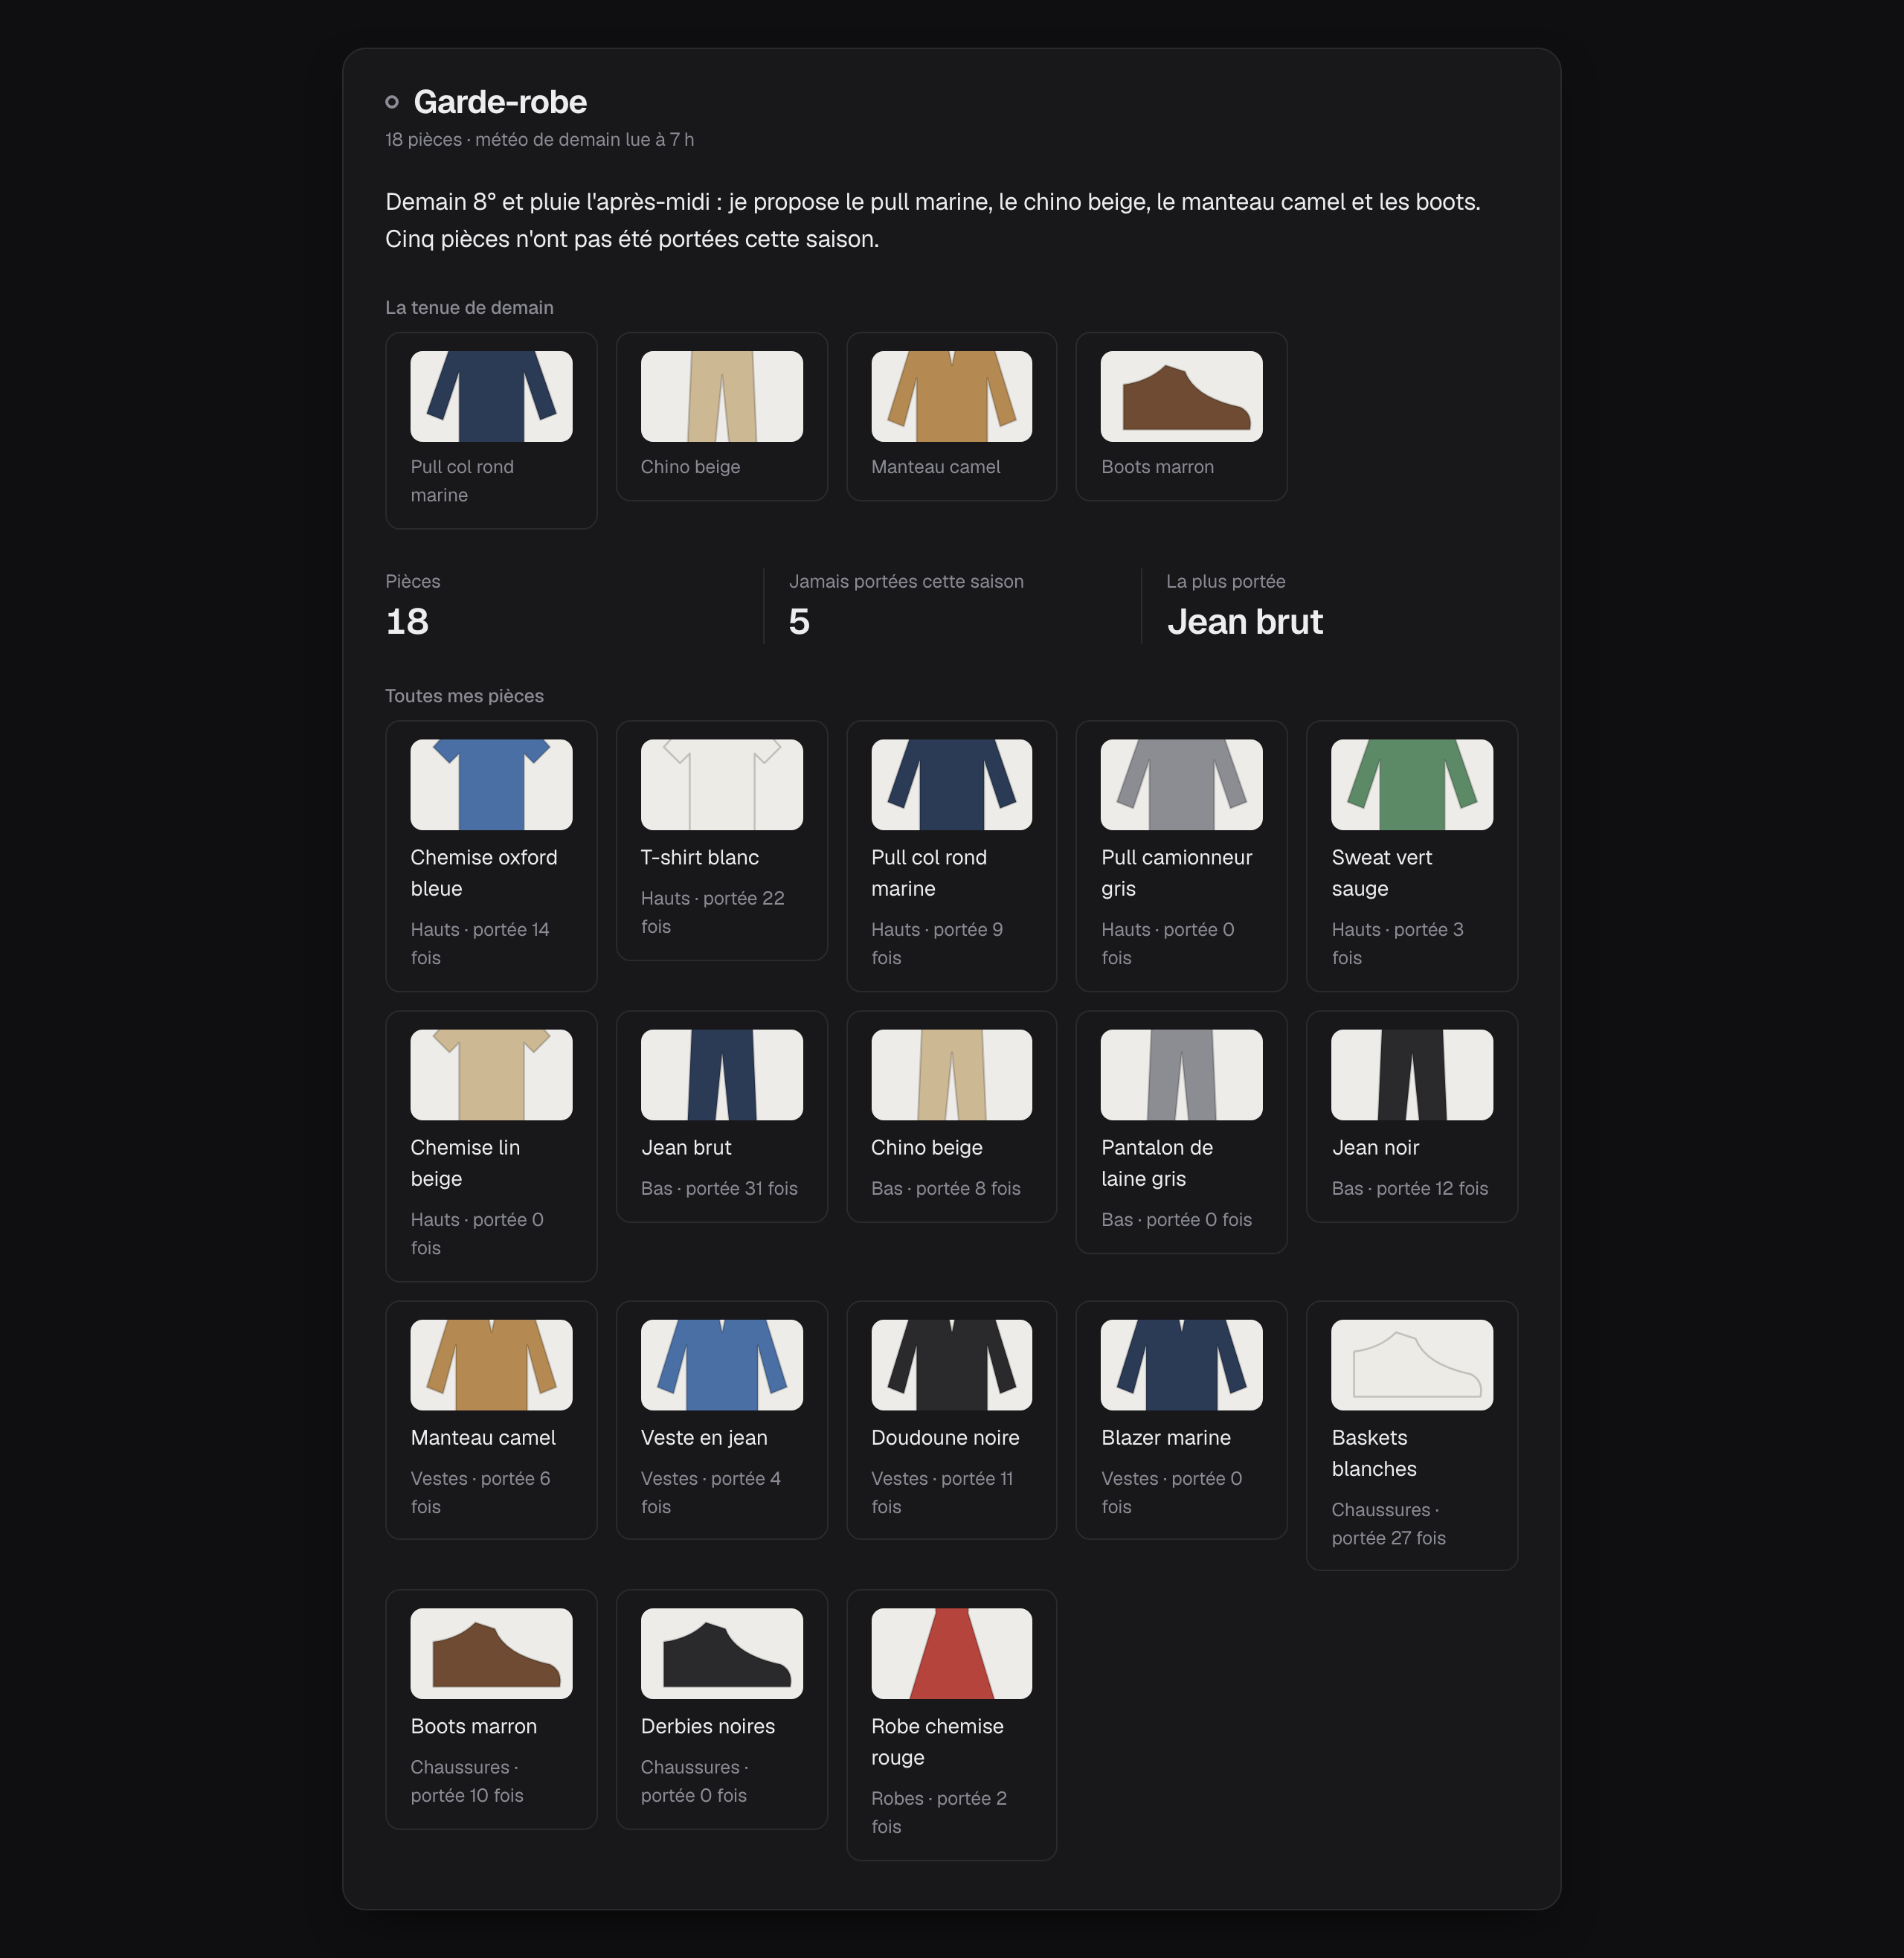 Garde-robe
18 pièces · météo de demain lue à 7 h
Demain 8° et pluie l'après-midi : je propose le pull marine, le chino beige, le manteau camel et les boots.
Cinq pièces n'ont pas été portées cette saison.
La tenue de demain
Pull col rond
marine
Chino beige
Manteau camel
Boots marron
Pièces
18
Jamais portées cette saison
5
La plus portée
Jean brut
Toutes mes pièces
Chemise oxford
bleue
Hauts · portée 14
fois
T-shirt blanc
Hauts · portée 22
fois
Pull col rond
marine
Hauts · portée 9
fois
Pull camionneur
gris
Hauts · portée 0
fois
Sweat vert
sauge
Hauts · portée 3
fois
Chemise lin
beige
Hauts · portée 0
fois
Jean brut
Bas · portée 31 fois
Chino beige
Bas · portée 8 fois
Pantalon de
laine gris
Bas · portée 0 fois
Jean noir
Bas · portée 12 fois
Manteau camel
Vestes · portée 6
fois
Veste en jean
Vestes · portée 4
fois
Doudoune noire
Vestes · portée 11
fois
Blazer marine
Vestes · portée 0
fois
Baskets
blanches
Chaussures ·
portée 27 fois
Boots marron
Chaussures ·
portée 10 fois
Derbies noires
Chaussures ·
portée 0 fois
Robe chemise
rouge
Robes · portée 2
fois